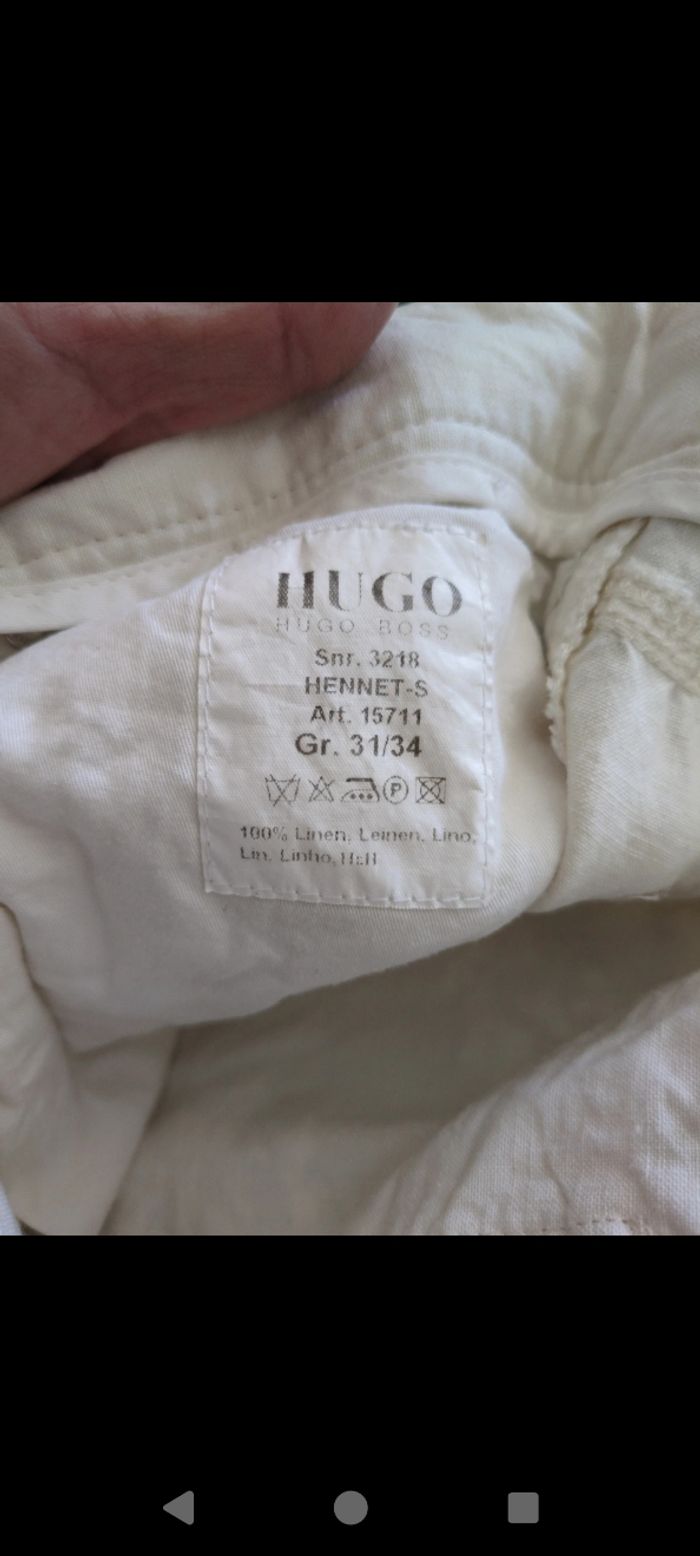 HUGO
HUGO BOSS
Snr. 3218
HENNET-S
Art. 15711
Gr. 31/34
P
100% Linen, Leinen, Lino,
Lin, Linho,